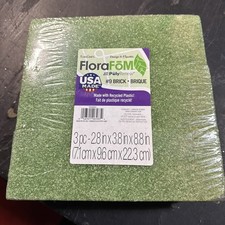 FloraFōM
USA
MADE
#9 BRICK • BRIQUE
Made with Recycled Plastic!
Fait de plastique recyclé!
3 pc - 2.8 in x 3.8 in x 8.8 in
(7.1 cm x 9.6 cm x 22.3 cm)